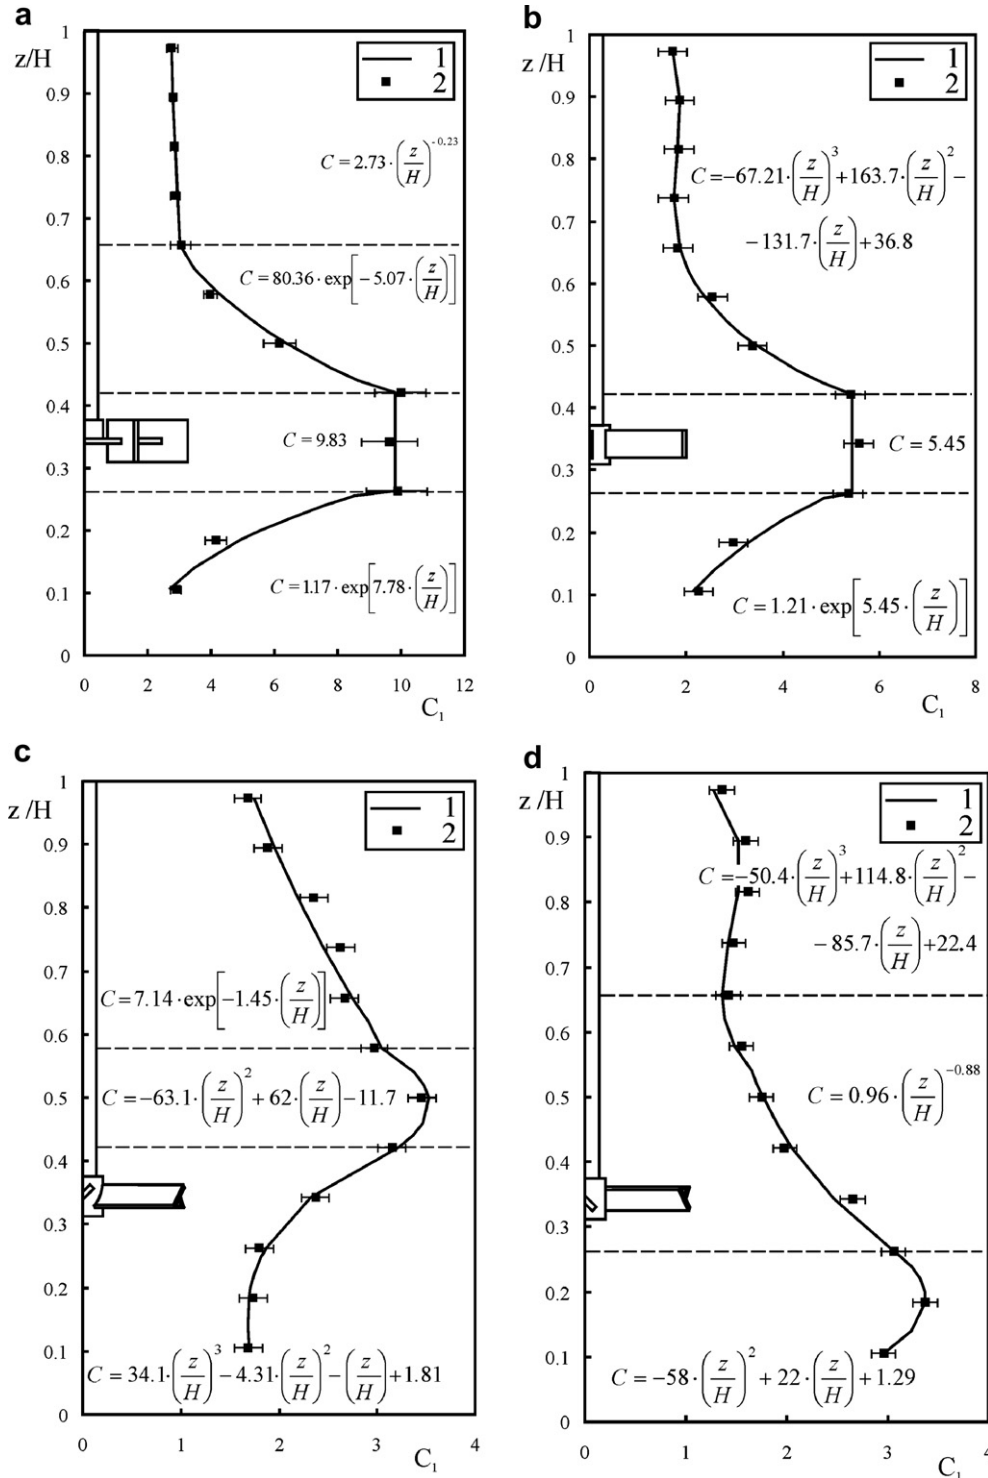 a
z/H
1
0.9
0.8
0.7
0.6
0.5
0.4
0.3
0.2
0.1
0
0 2 4 6 8 10 12
C₁
1
2
C = 2.73·(z/H)^-0.23
C = 80.36·exp[-5.07·(z/H)]
C = 9.83
C = 1.17·exp[7.78·(z/H)]
b
z/H
1
0.9
0.8
0.7
0.6
0.5
0.4
0.3
0.2
0.1
0
0 2 4 6 8
C₁
1
2
C=-67.21·(z/H)^3+163.7·(z/H)^2-
-131.7·(z/H)+36.8
C = 5.45
C = 1.21·exp[5.45·(z/H)]
c
z/H
1
0.9
0.8
0.7
0.6
0.5
0.4
0.3
0.2
0.1
0
0 1 2 3 4
C₁
1
2
C=7.14·exp[-1.45·(z/H)]
C=-63.1·(z/H)^2+62·(z/H)-11.7
C = 34.1·(z/H)^3-4.31·(z/H)^2-(z/H)+1.81
d
z/H
1
0.9
0.8
0.7
0.6
0.5
0.4
0.3
0.2
0.1
0
0 1 2 3 4
C₁
1
2
C=-50.4·(z/H)^3+114.8·(z/H)^2-
-85.7·(z/H)+22.4
C = 0.96·(z/H)^-0.88
C = -58·(z/H)^2+22·(z/H)+1.29